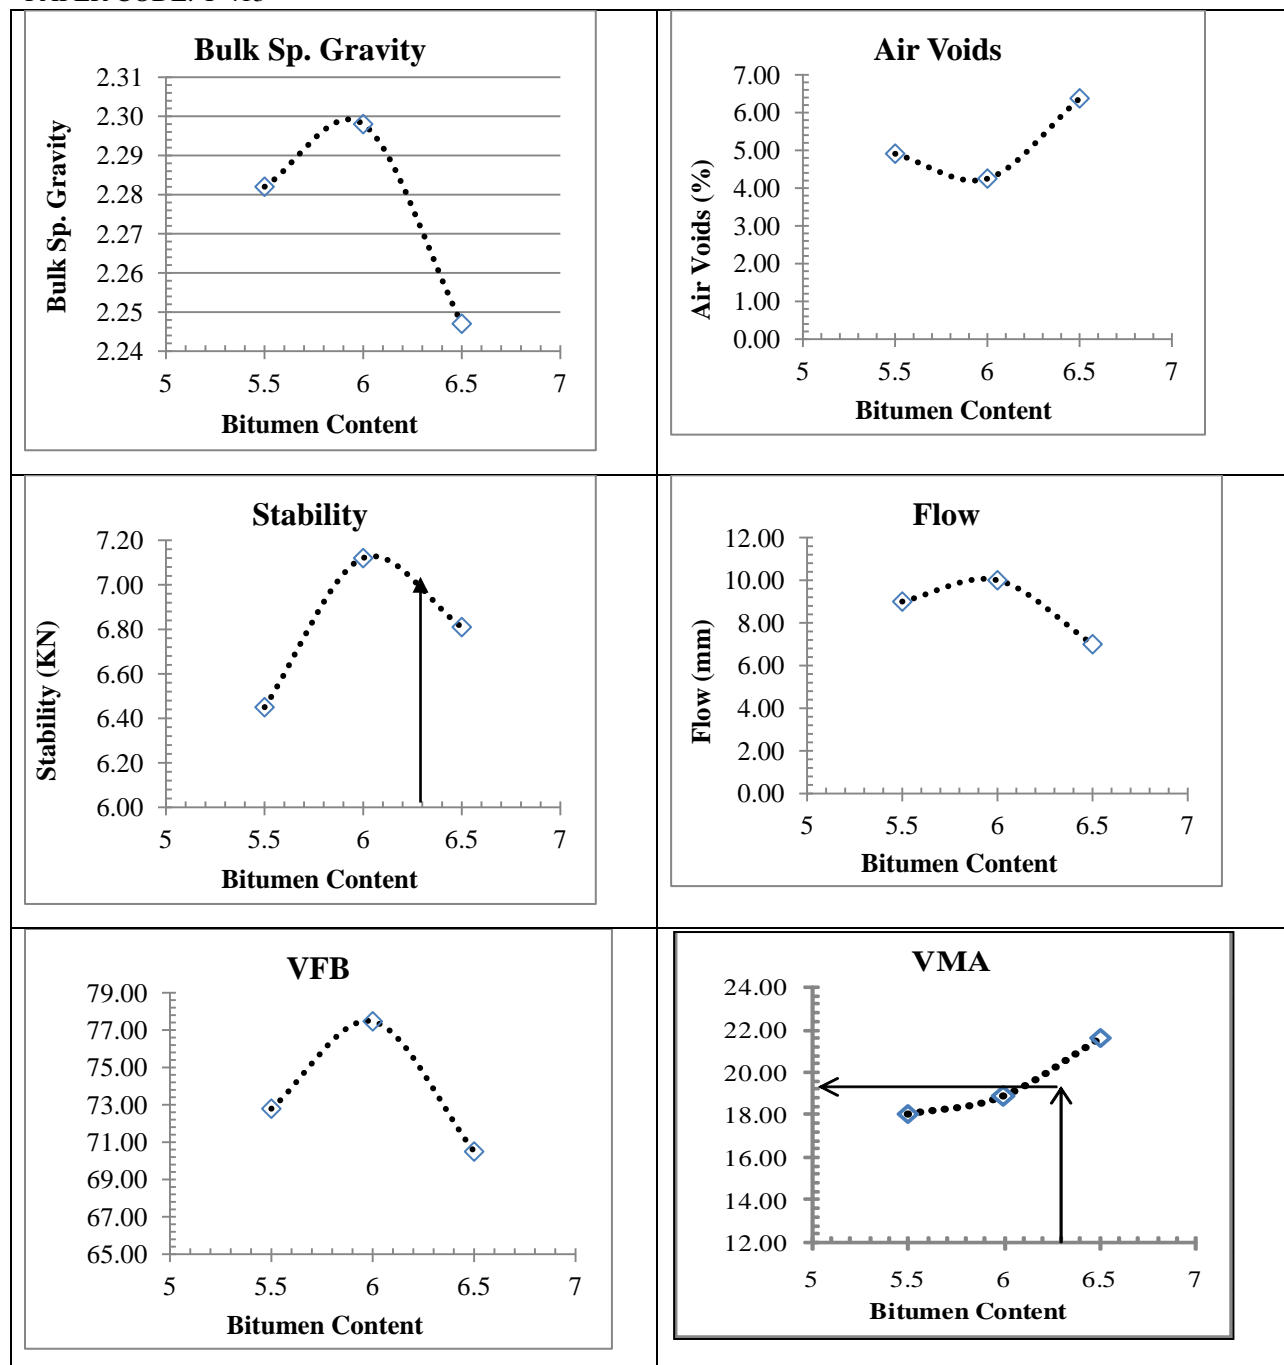 Bulk Sp. Gravity
2.31
2.30
2.29
2.28
2.27
2.26
2.25
2.24
5 5.5 6 6.5 7
Bulk Sp. Gravity
Bitumen Content
Air Voids
7.00
6.00
5.00
4.00
3.00
2.00
1.00
0.00
5 5.5 6 6.5 7
Air Voids (%)
Bitumen Content
Stability
7.20
7.00
6.80
6.60
6.40
6.20
6.00
5 5.5 6 6.5 7
Stability (KN)
Bitumen Content
Flow
12.00
10.00
8.00
6.00
4.00
2.00
0.00
5 5.5 6 6.5 7
Flow (mm)
Bitumen Content
VFB
79.00
77.00
75.00
73.00
71.00
69.00
67.00
65.00
5 5.5 6 6.5 7
Bitumen Content
VMA
24.00
22.00
20.00
18.00
16.00
14.00
12.00
5 5.5 6 6.5 7
Bitumen Content